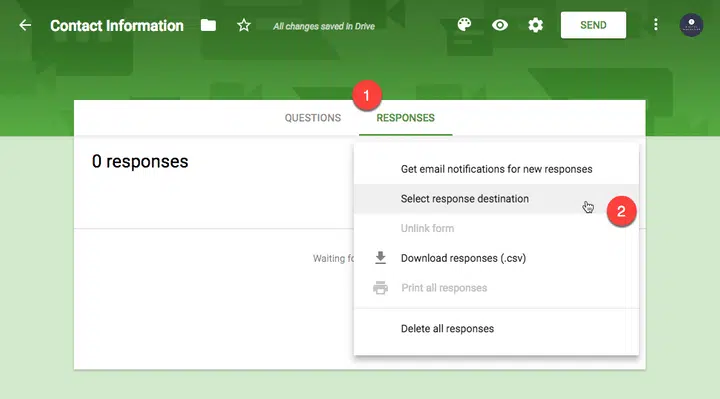 Contact Information
All changes saved in Drive
SEND
1
QUESTIONS
RESPONSES
0 responses
Get email notifications for new responses
Select response destination
2
Unlink form
Waiting fo
Download responses (.csv)
Print all responses
Delete all responses